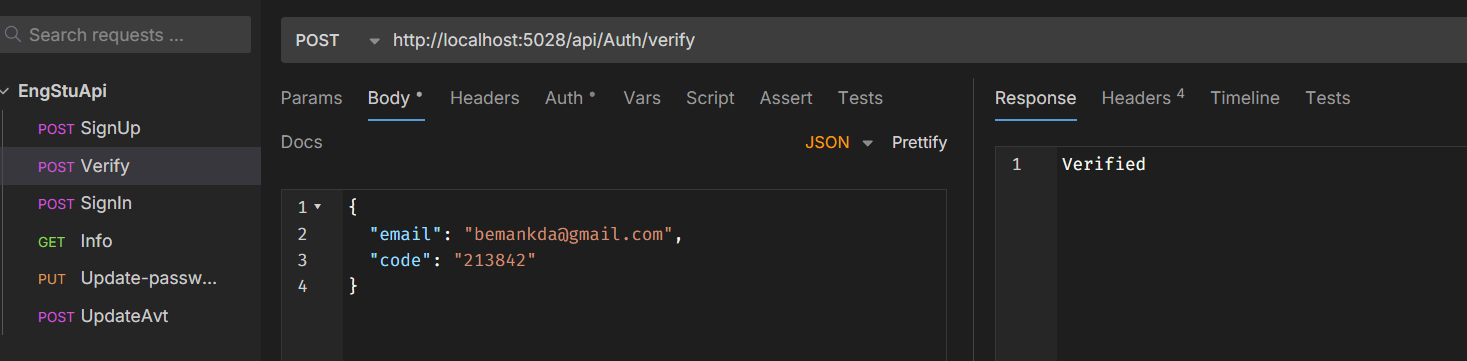 Search requests ...
EngStuApi
POST SignUp
POST Verify
POST SignIn
GET Info
PUT Update-passw...
POST UpdateAvt
POST http://localhost:5028/api/Auth/verify
Params Body Headers Auth Vars Script Assert Tests
Docs JSON Prettify
1 {
2 "email": "bemankda@gmail.com",
3 "code": "213842"
4 }
Response Headers 4 Timeline Tests
1 Verified